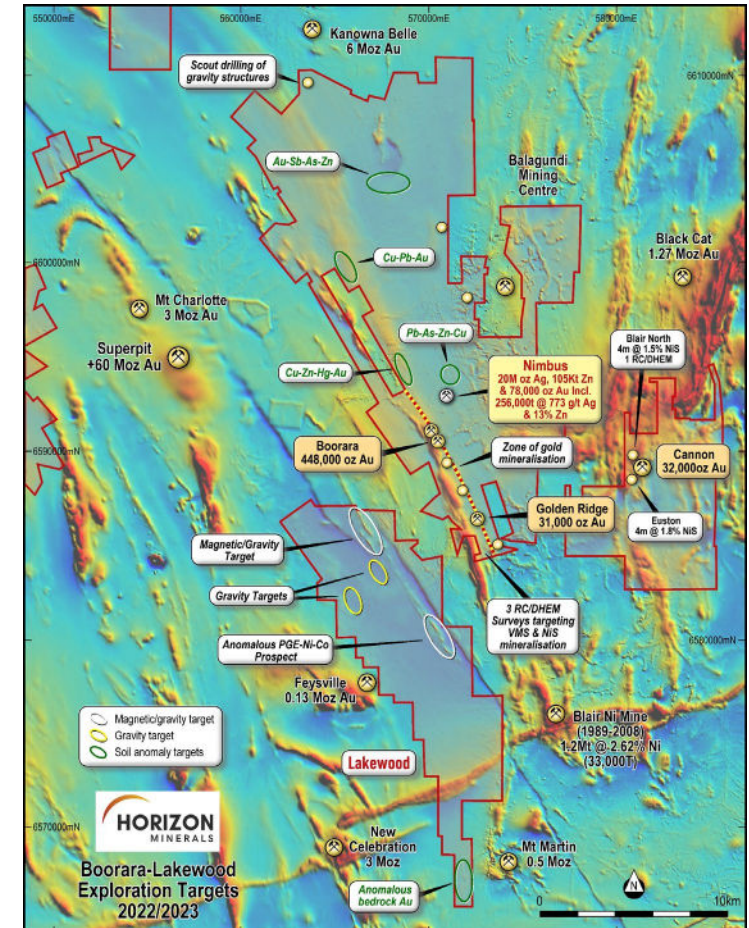 550000mE
560000mE
570000mE
580000mE
Kanowna Belle
6 Moz Au
Scout drilling of
gravity structures
6610000mN
Au-Sb-As-Zn
Balagundi
Mining
Centre
Black Cat
1.27 Moz Au
6600000mN
Cu-Pb-Au
Mt Charlotte
3 Moz Au
Superpit
+60 Moz Au
Pb-As-Zn-Cu
Blair North
4m @ 1.5% NiS
1 RC/DHEM
Cu-Zn-Hg-Au
Nimbus
20M oz Ag, 105Kt Zn
& 78,000 oz Au Incl.
256,000t @ 773 g/t Ag
& 13% Zn
Boorara
448,000 oz Au
Zone of gold
mineralisation
Cannon
32,000oz Au
6590000mN
Golden Ridge
31,000 oz Au
Euston
4m @ 1.8% NiS
Magnetic/Gravity
Target
Gravity Targets
3 RC/DHEM
Surveys targeting
VMS & NiS
mineralisation
Anomalous PGE-Ni-Co
Prospect
6580000mN
Feysville
0.13 Moz Au
Magnetic/gravity target
Gravity target
Soil anomaly targets
Blair Ni Mine
(1989-2008)
1.2Mt @ 2.62% Ni
(33,000T)
Lakewood
HORIZON
MINERALS
6570000mN
New
Celebration
3 Moz
Mt Martin
0.5 Moz
Boorara-Lakewood
Exploration Targets
2022/2023
Anomalous
bedrock Au
N
0
10km